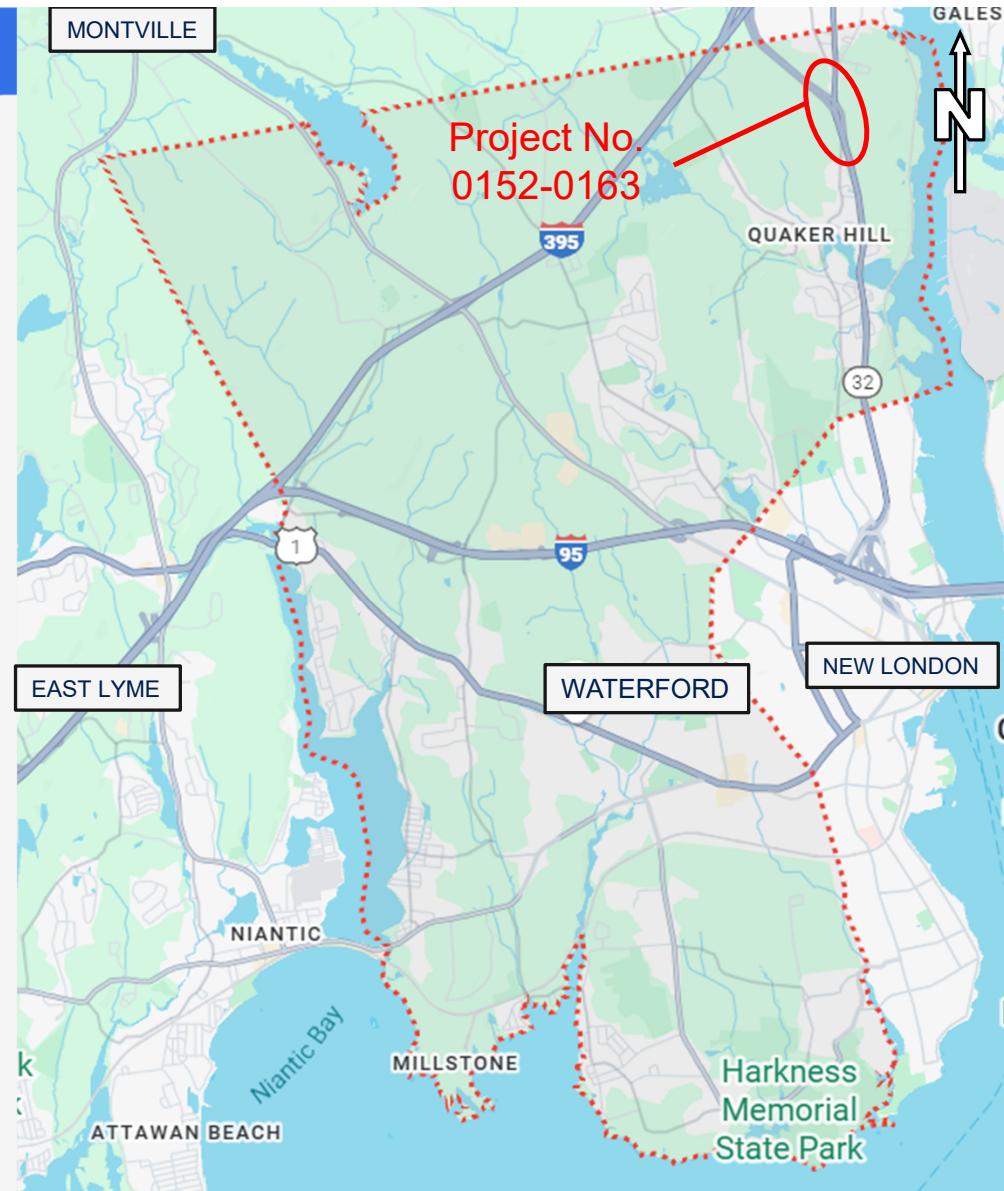 MONTVILLE
GALES
N
Project No.
0152-0163
395
QUAKER HILL
32
1
95
EAST LYME
WATERFORD
NEW LONDON
NIANTIC
Niantic Bay
MILLSTONE
Harkness
Memorial
State Park
ATTAWAN BEACH
k